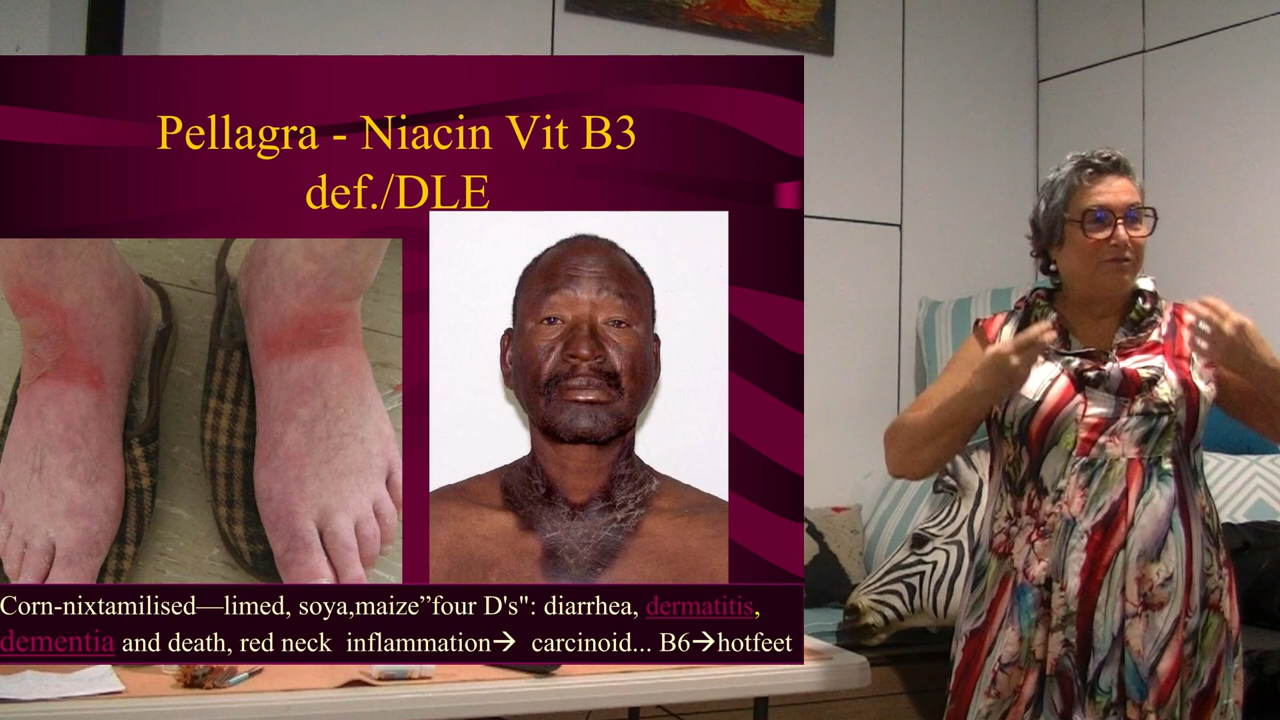 Pellagra - Niacin Vit B3
def./DLE
Corn-nixtamilised—limed, soya,maize”four D's": diarrhea, dermatitis,
dementia and death, red neck  inflammation→  carcinoid... B6→hotfeet